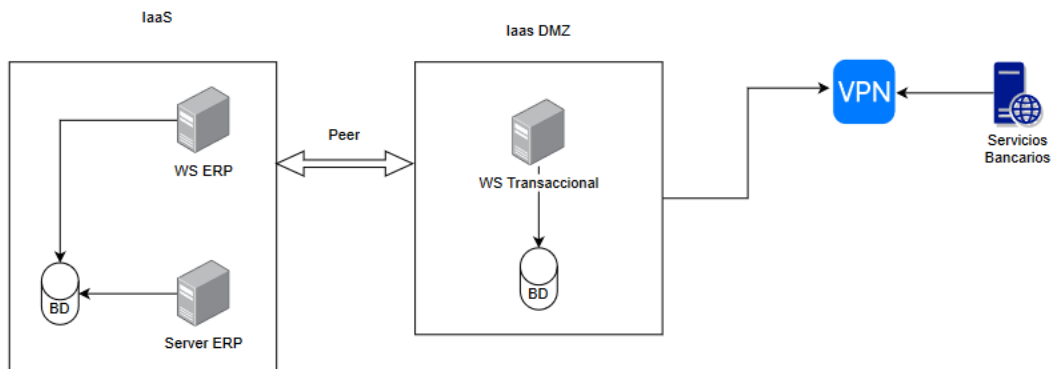 IaaS
Iaas DMZ
WS ERP
BD
Server ERP
Peer
WS Transaccional
BD
VPN
Servicios
Bancarios